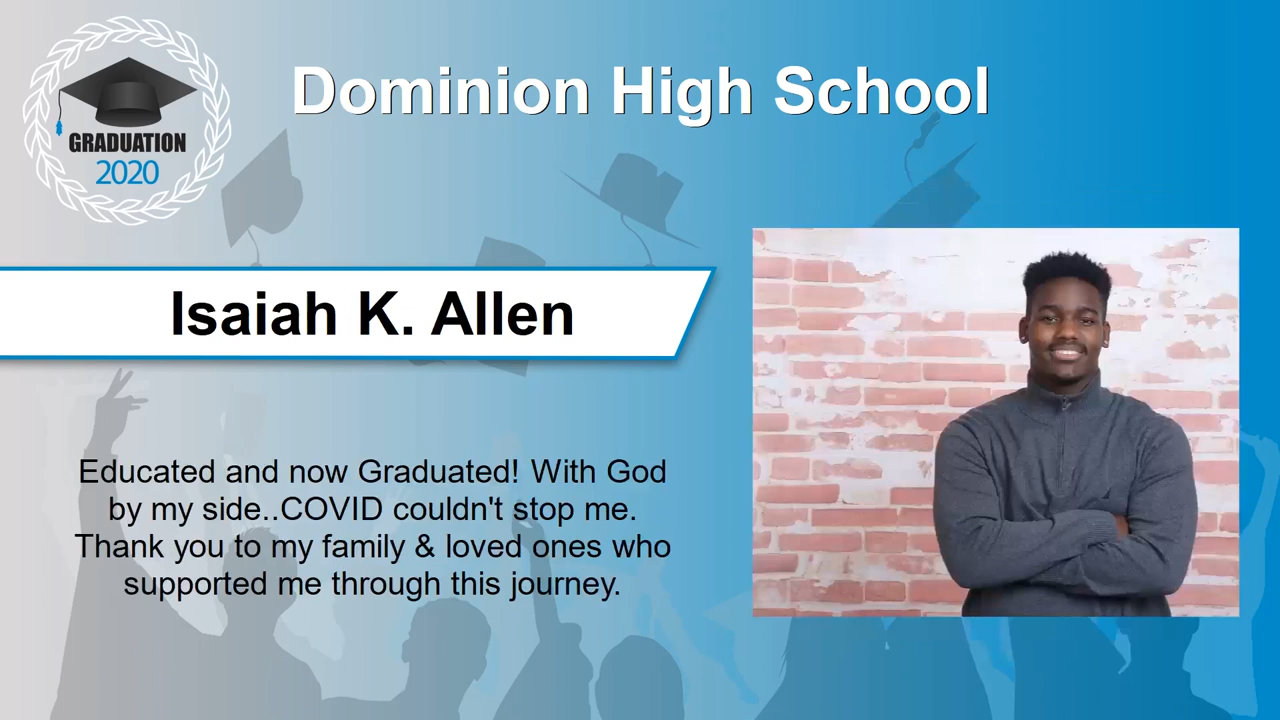 Dominion High School
GRADUATION
2020
Isaiah K. Allen
Educated and now Graduated! With God
by my side..COVID couldn't stop me.
Thank you to my family & loved ones who
supported me through this journey.